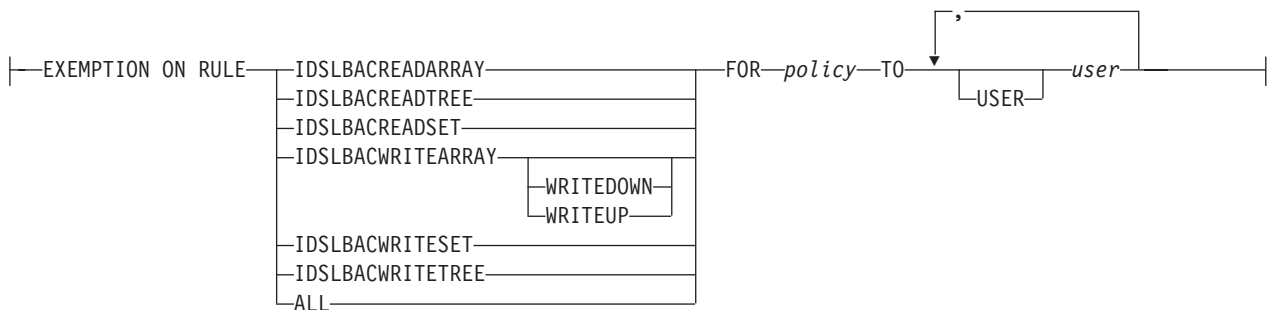 ,
EXEMPTION ON RULE IDSLBACREADARRAY FOR policy TO user
IDSLBACREADTREE USER
IDSLBACREADSET
IDSLBACWRITEARRAY
WRITEDOWN
WRITEUP
IDSLBACWRITESET
IDSLBACWRITETREE
ALL